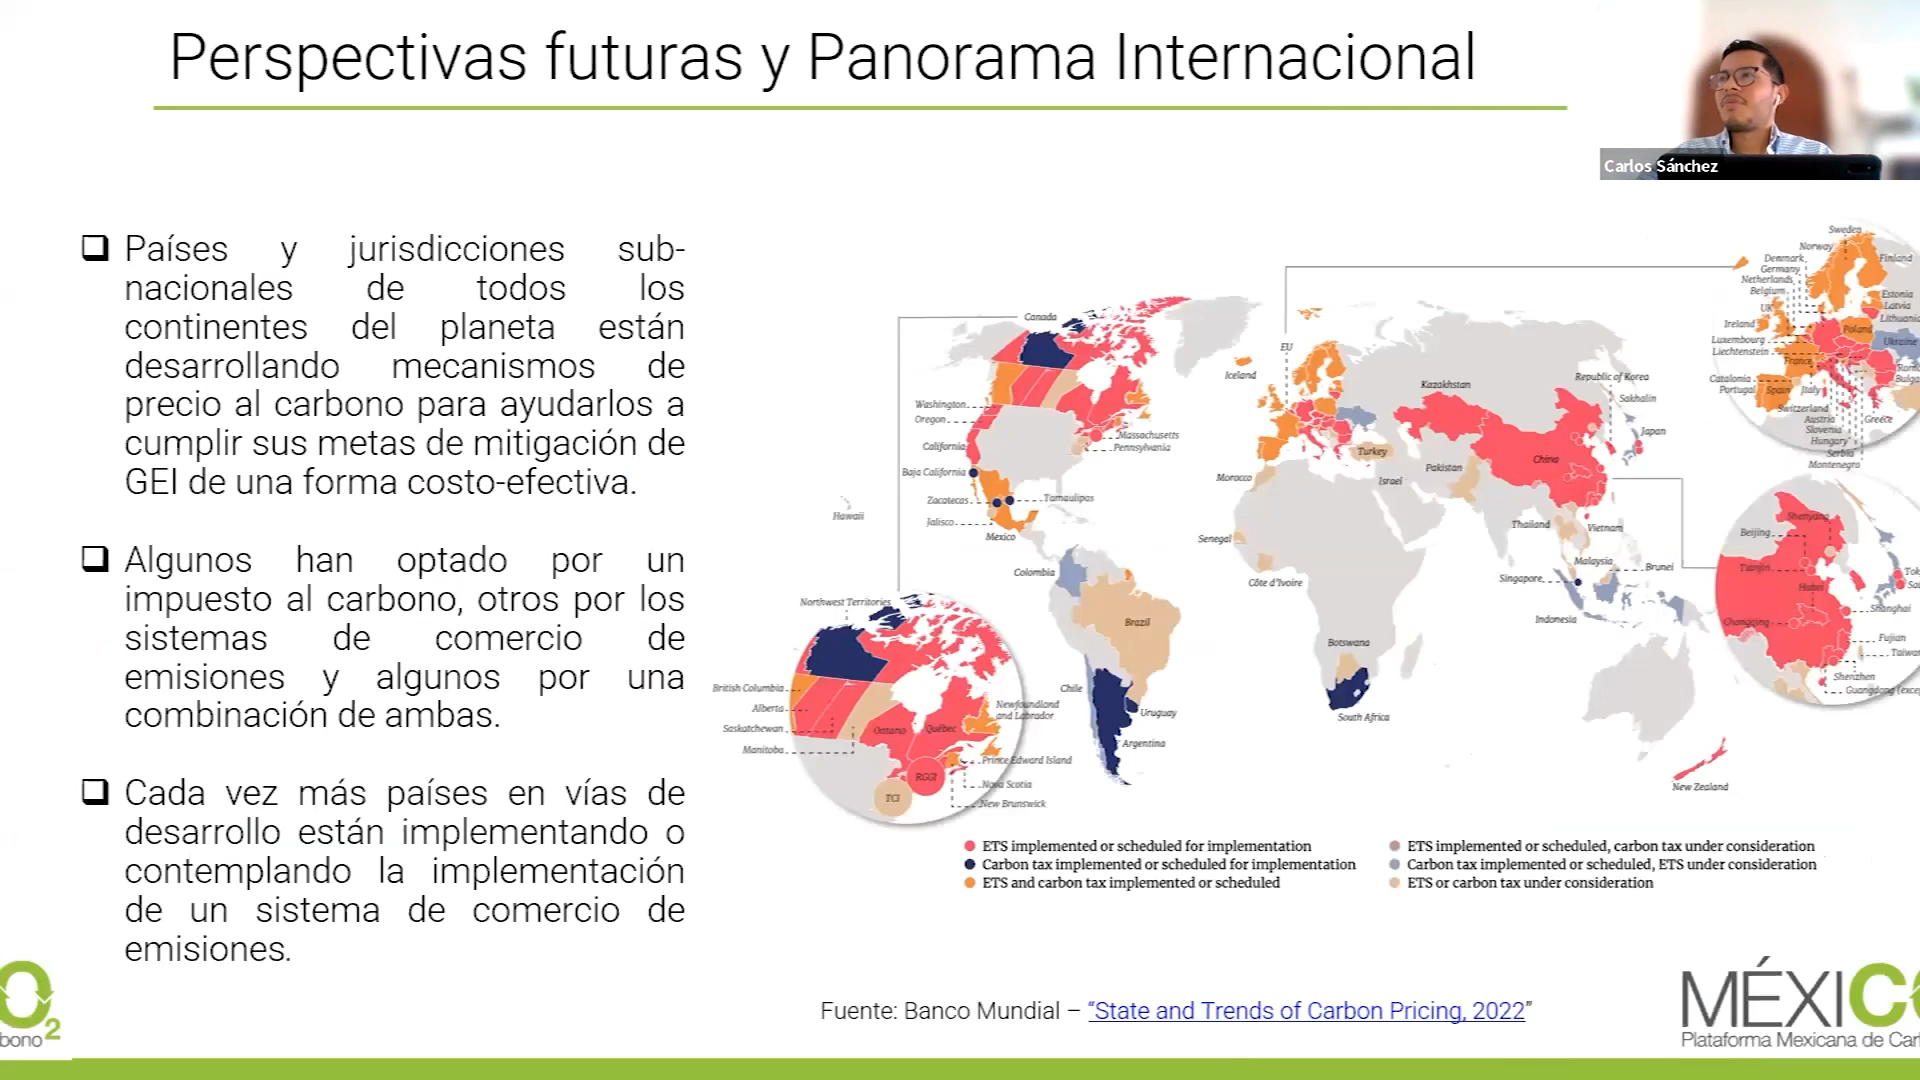 Perspectivas futuras y Panorama Internacional
Carlos Sánchez
❑ Países y jurisdicciones sub-
nacionales de todos los
continentes del planeta están
desarrollando mecanismos de
precio al carbono para ayudarlos a
cumplir sus metas de mitigación de
GEI de una forma costo-efectiva.
❑ Algunos han optado por un
impuesto al carbono, otros por los
sistemas de comercio de
emisiones y algunos por una
combinación de ambas.
❑ Cada vez más países en vías de
desarrollo están implementando o
contemplando la implementación
de un sistema de comercio de
emisiones.
Canada
Washington
Oregon
California
Baja California
Zacatecas
Jalisco
Mexico
Tamaulipas
Massachusetts
Pennsylvania
Hawaii
Colombia
Brazil
Chile
Uruguay
Argentina
Northwest Territories
British Columbia
Alberta
Saskatchewan
Manitoba
Ontario
Québec
Newfoundland
and Labrador
Prince Edward Island
Nova Scotia
New Brunswick
RGGI
TCI
EU
Iceland
Morocco
Senegal
Côte d'Ivoire
Botswana
South Africa
Turkey
Israel
Pakistan
Kazakhstan
China
Republic of Korea
Sakhalin
Japan
Thailand
Vietnam
Malaysia
Brunei
Singapore
Indonesia
New Zealand
Sweden
Norway
Finland
Denmark
Germany
Netherlands
Belgium
UK
Ireland
Luxembourg
Liechtenstein
Estonia
Latvia
Lithuania
Poland
Ukraine
France
Catalonia
Portugal
Spain
Italy
Switzerland
Austria
Slovenia
Hungary
Serbia
Montenegro
Greece
Beijing
Shenyang
Tianjin
Hubei
Chongqing
Shanghai
Fujian
Taiwan
Shenzhen
Guangdong (exce
ETS implemented or scheduled for implementation
Carbon tax implemented or scheduled for implementation
ETS and carbon tax implemented or scheduled
ETS implemented or scheduled, carbon tax under consideration
Carbon tax implemented or scheduled, ETS under consideration
ETS or carbon tax under consideration
Fuente: Banco Mundial – “State and Trends of Carbon Pricing, 2022”
O2
bono
MÉXICO
Plataforma Mexicana de Car